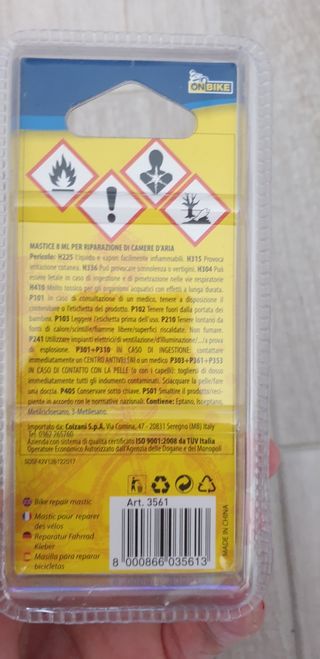 ONBIKE
MASTICE 8 ML PER RIPARAZIONE DI CAMERE D'ARIA
Pericolo: H225 Liquido e vapori facilmente infiammabili. H315 Provoca
irritazione cutanea. H336 Può provocare sonnolenza o vertigini. H304 Può
essere letale in caso di ingestione e di penetrazione nelle vie respiratorie
H410 Molto tossico per gli organismi acquatici con effetti a lunga durata.
P101 In caso di consultazione di un medico, tenere a disposizione il
contenitore o l'etichetta del prodotto. P102 Tenere fuori dalla portata dei
bambini. P103 Leggere l'etichetta prima dell'uso. P210 Tenere lontano da
fonti di calore/scintille/fiamme libere/superfici riscaldate. Non fumare.
P241 Utilizzare impianti elettrici/di ventilazione/d'illuminazione/.../a prova
di esplosione. P301+P310 IN CASO DI INGESTIONE: contattare
immediatamente un CENTRO ANTIVELENI o un medico P303+P361+P353
IN CASO DI CONTATTO CON LA PELLE (o con i capelli): togliersi di dosso
immediatamente tutti gli indumenti contaminati. Sciacquare la pelle/fare
una doccia. P405 Conservare sotto chiave. P501 Smaltire il prodotto/reci-
piente in accordo con le normative nazionali. Contiene: Eptano, Isoeptano,
Metilcicloesano, 3-Metilesano.
Importato da: Colzani S.p.A. Via Comina, 47 - 20831 Seregno (MB) Italy
Tel. 0362 265760
Azienda con sistema di qualità certificato ISO 9001:2008 da TÜV Italia
Operatore Economico Autorizzato dall'Agenzia delle Dogane e dei Monopoli
Bike repair mastic
Mastic pour reparer
des vélos
Reparatur Fahrrad
Kleber
Masilla para reparar
bicicletas
Art. 3561
8 000866 035613
MADE IN CHINA